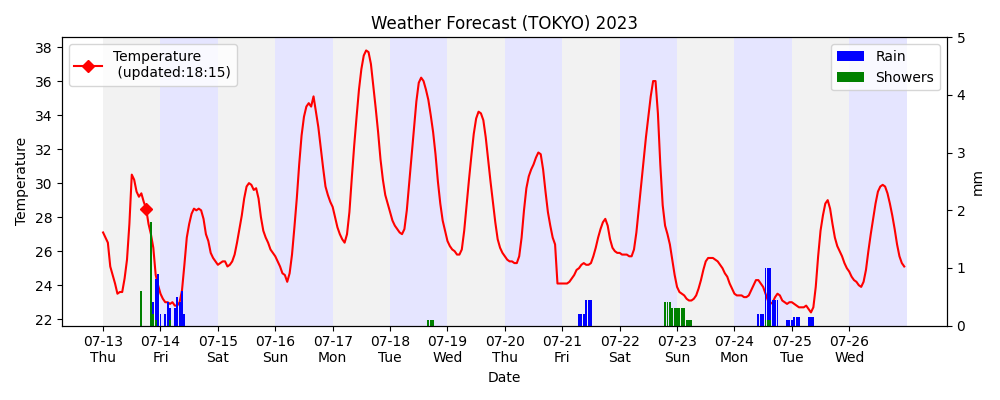 Weather Forecast (TOKYO) 2023
Temperature
(updated:18:15)
Rain
Showers
38
36
34
32
30
28
26
24
22
Temperature
5
4
3
2
1
0
mm
07-13 07-14 07-15 07-16 07-17 07-18 07-19 07-20 07-21 07-22 07-23 07-24 07-25 07-26
Thu Fri Sat Sun Mon Tue Wed Thu Fri Sat Sun Mon Tue Wed
Date